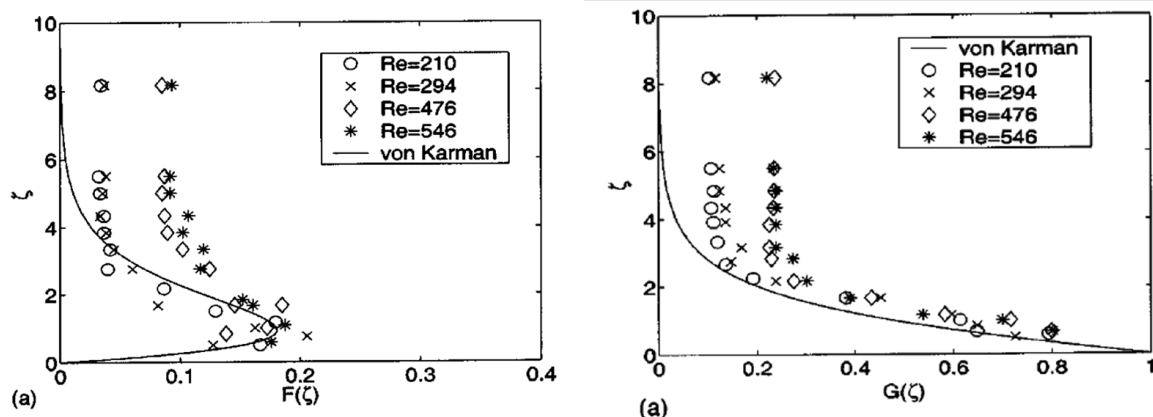 10
8
6
4
2
0
ζ
Re=210
Re=294
Re=476
Re=546
von Karman
0
0.1
0.2
0.3
0.4
F(ζ)
(a)
10
8
6
4
2
0
ζ
von Karman
Re=210
Re=294
Re=476
Re=546
0
0.2
0.4
0.6
0.8
1
G(ζ)
(a)